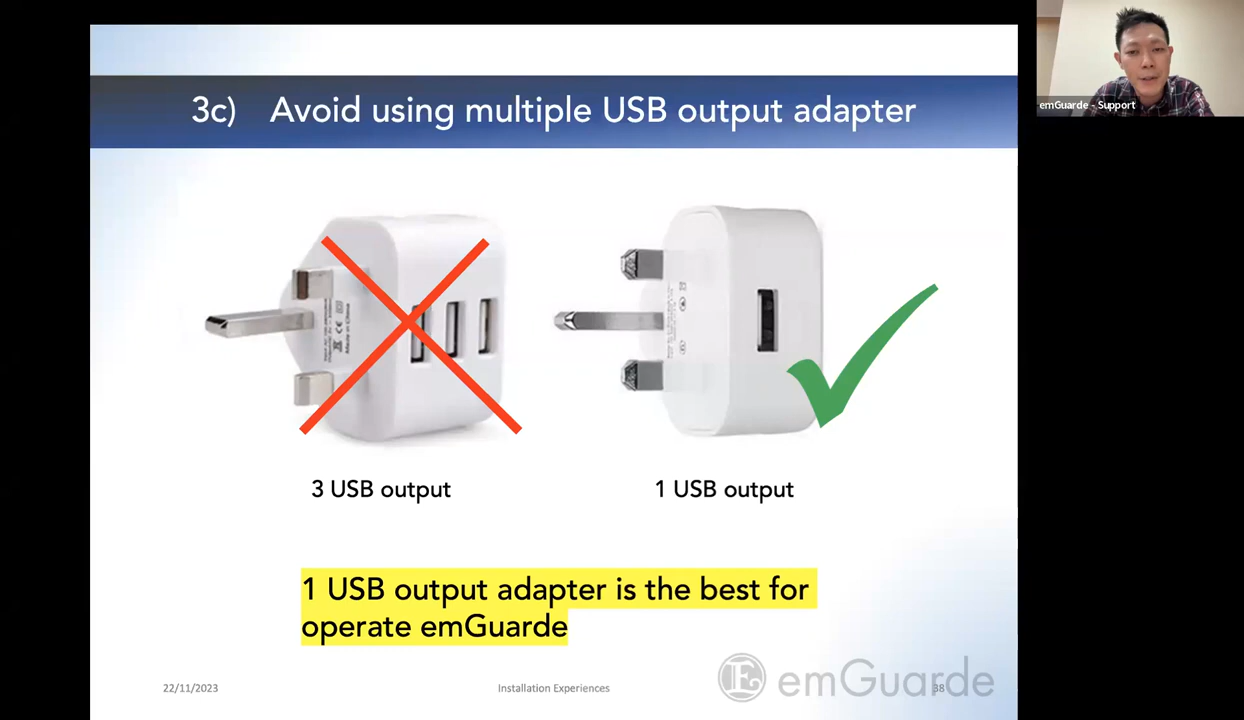 3c) Avoid using multiple USB output adapter
emGuarde - Support
3 USB output
1 USB output
1 USB output adapter is the best for
operate emGuarde
22/11/2023
Installation Experiences
38
E emGuarde